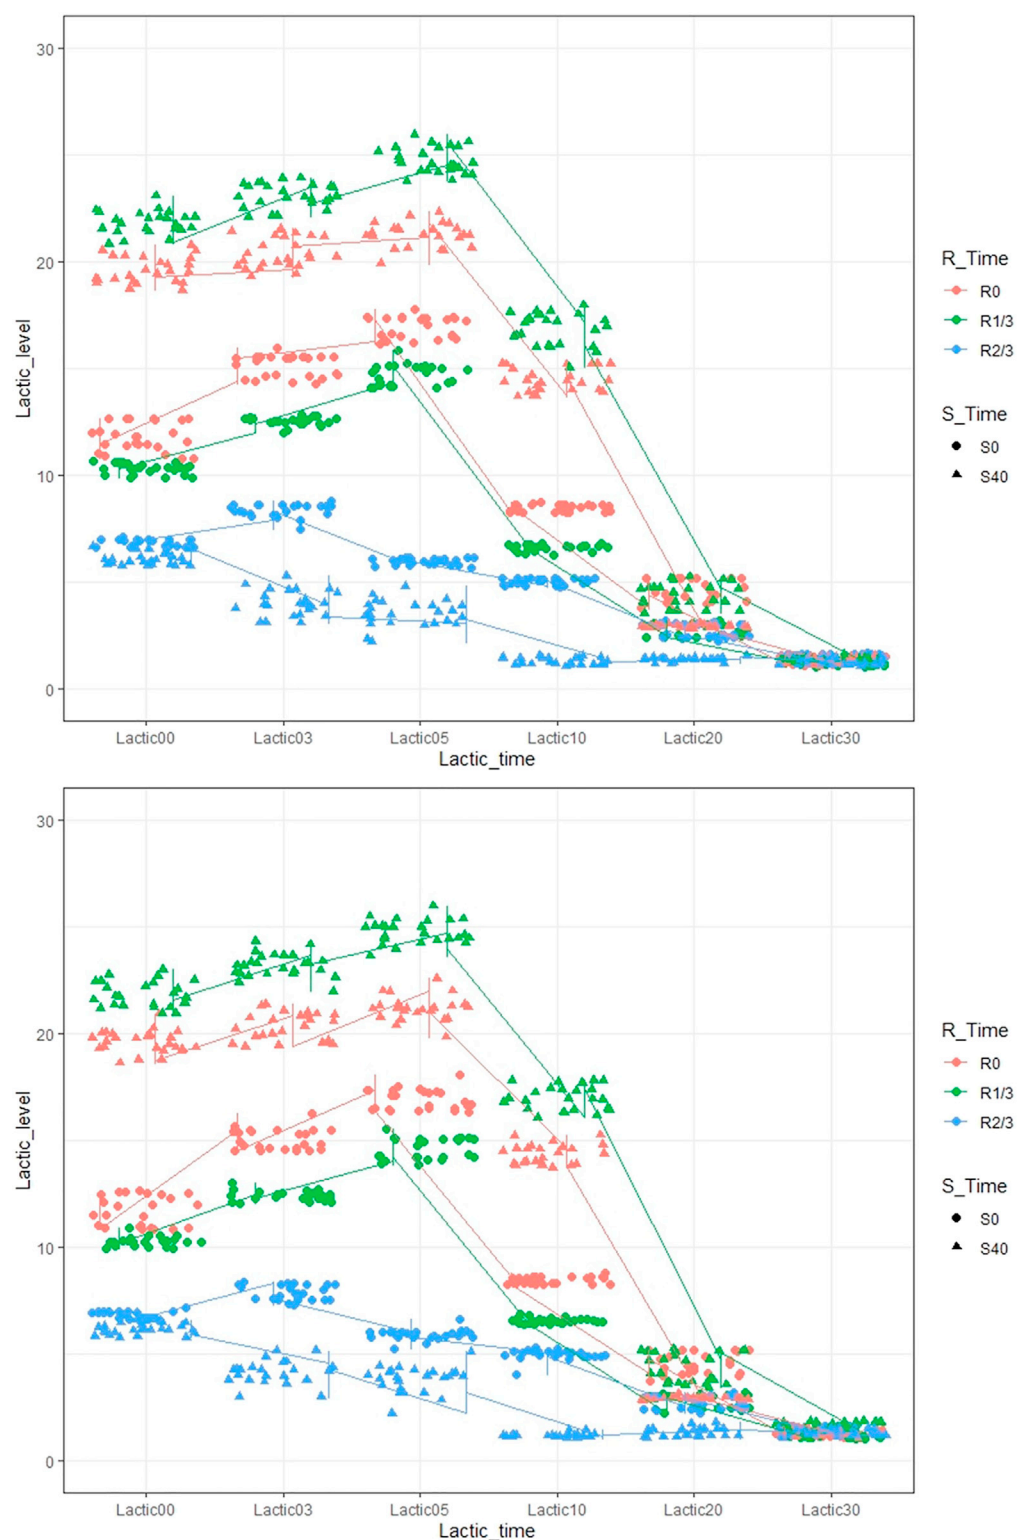 30
20
10
0
Lactic_level
Lactic00 Lactic03 Lactic05 Lactic10 Lactic20 Lactic30
Lactic_time
R_Time
R0
R1/3
R2/3
S_Time
S0
S40
30
20
10
0
Lactic_level
Lactic00 Lactic03 Lactic05 Lactic10 Lactic20 Lactic30
Lactic_time
R_Time
R0
R1/3
R2/3
S_Time
S0
S40